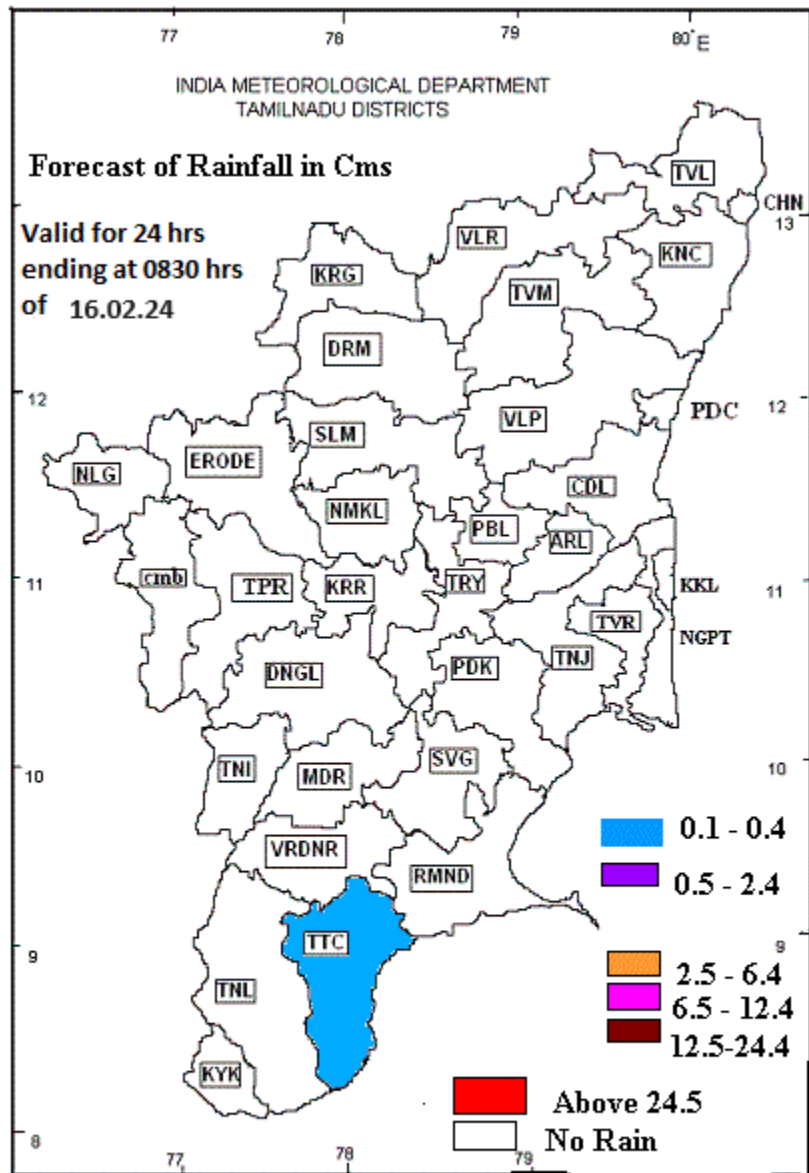 77 78 79 80° E
INDIA METEOROLOGICAL DEPARTMENT
TAMILNADU DISTRICTS
Forecast of Rainfall in Cms
TVL
CHN
13
Valid for 24 hrs
ending at 0830 hrs
of 16.02.24
VLR
KNC
KRG
TVM
DRM
12
12
PDC
VLP
SLM
ERODE
NLG
CDL
NMKL
PBL
ARL
11
cmb
TPR
KRR
TRY
KKL
11
TVR
NGPT
DNGL
PDK
TNJ
10
TNI
MDR
SVG
10
0.1 - 0.4
VRDNR
RMND
0.5 - 2.4
9
TTC
9
TNL
2.5 - 6.4
6.5 - 12.4
12.5-24.4
KYK
Above 24.5
8
No Rain
77 78 79